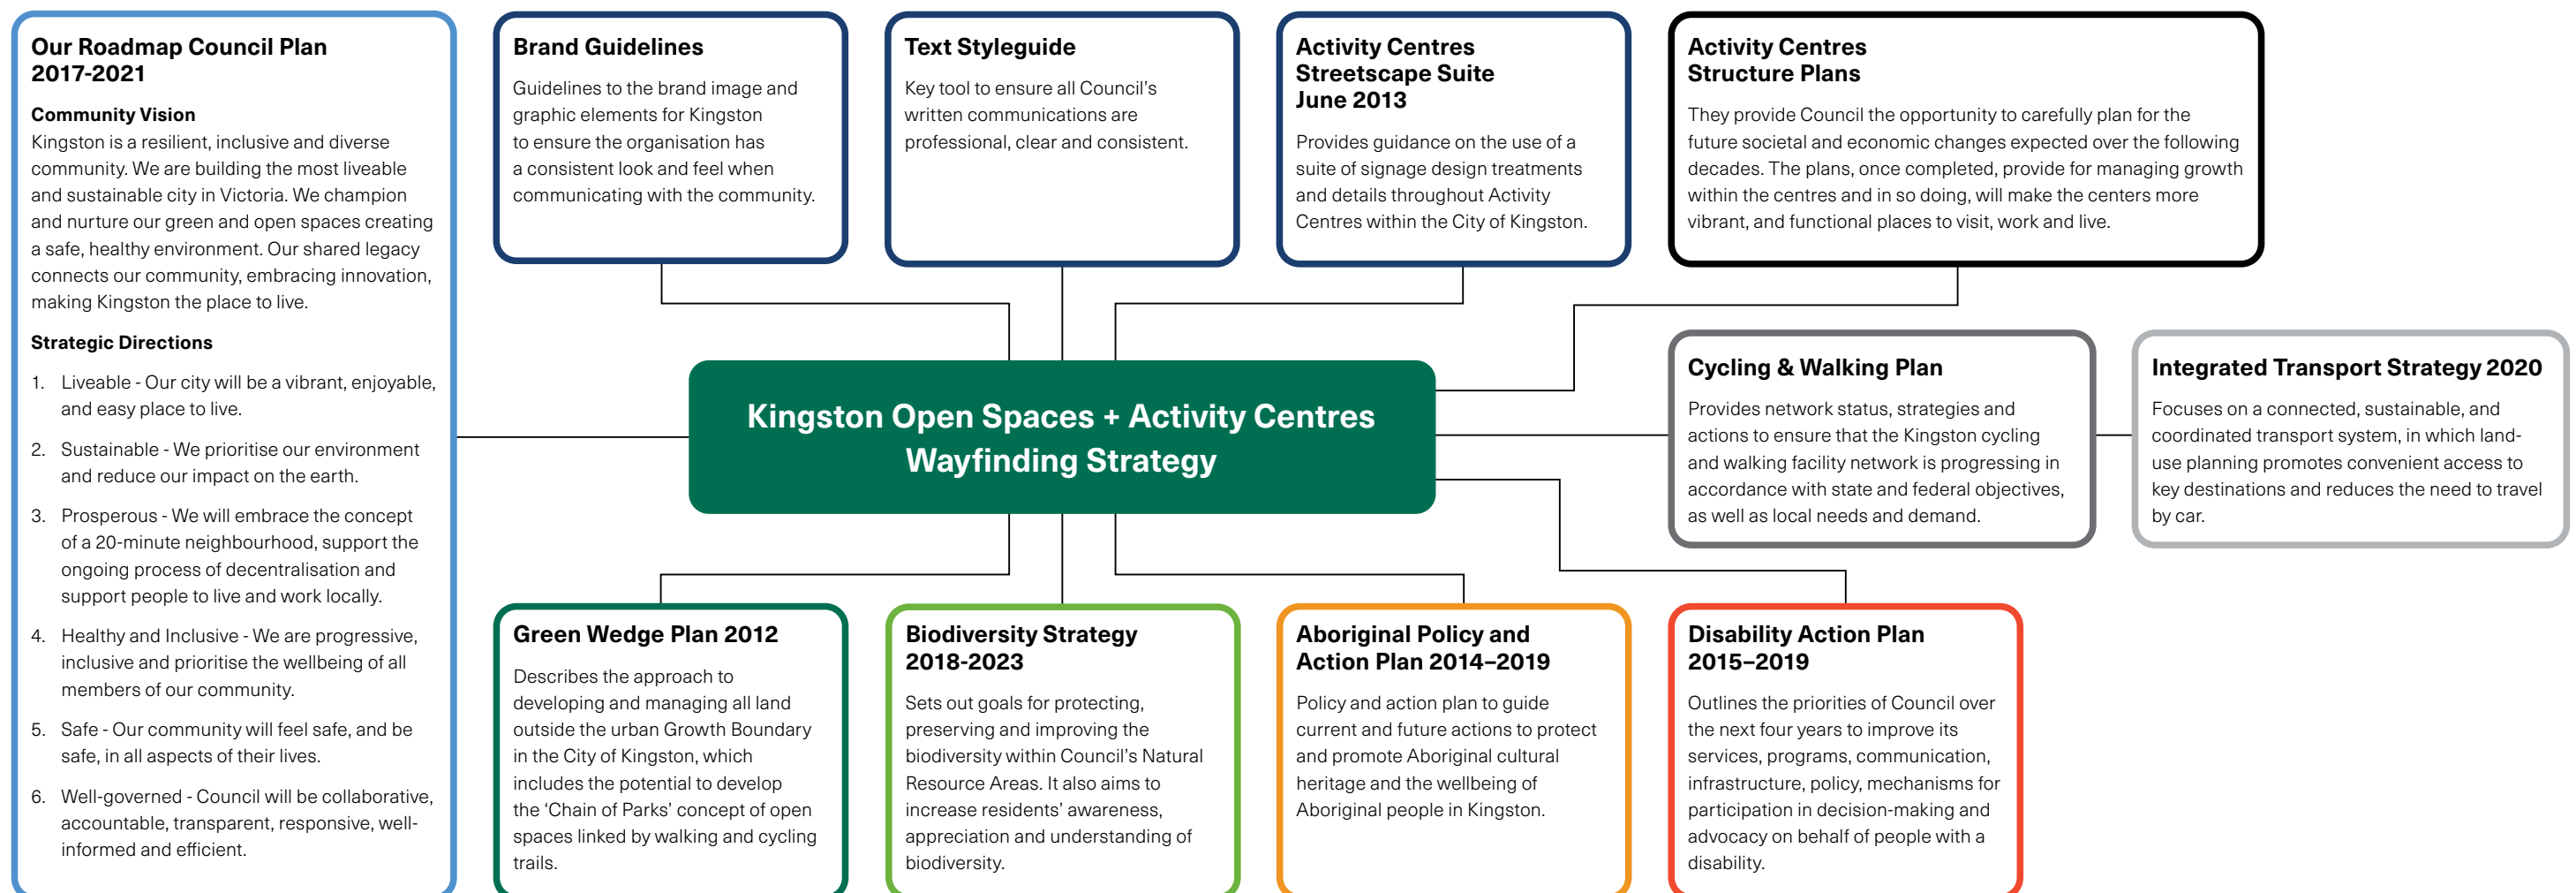 Our Roadmap Council Plan
2017-2021
Community Vision
Kingston is a resilient, inclusive and diverse
community. We are building the most liveable
and sustainable city in Victoria. We champion
and nurture our green and open spaces creating
a safe, healthy environment. Our shared legacy
connects our community, embracing innovation,
making Kingston the place to live.
Strategic Directions
1. Liveable - Our city will be a vibrant, enjoyable,
and easy place to live.
2. Sustainable - We prioritise our environment
and reduce our impact on the earth.
3. Prosperous - We will embrace the concept
of a 20-minute neighbourhood, support the
ongoing process of decentralisation and
support people to live and work locally.
4. Healthy and Inclusive - We are progressive,
inclusive and prioritise the wellbeing of all
members of our community.
5. Safe - Our community will feel safe, and be
safe, in all aspects of their lives.
6. Well-governed - Council will be collaborative,
accountable, transparent, responsive, well-
informed and efficient.
Brand Guidelines
Guidelines to the brand image and
graphic elements for Kingston
to ensure the organisation has
a consistent look and feel when
communicating with the community.
Text Styleguide
Key tool to ensure all Council's
written communications are
professional, clear and consistent.
Activity Centres
Streetscape Suite
June 2013
Provides guidance on the use of a
suite of signage design treatments
and details throughout Activity
Centres within the City of Kingston.
Activity Centres
Structure Plans
They provide Council the opportunity to carefully plan for the
future societal and economic changes expected over the following
decades. The plans, once completed, provide for managing growth
within the centres and in so doing, will make the centers more
vibrant, and functional places to visit, work and live.
Kingston Open Spaces + Activity Centres
Wayfinding Strategy
Cycling & Walking Plan
Provides network status, strategies and
actions to ensure that the Kingston cycling
and walking facility network is progressing in
accordance with state and federal objectives,
as well as local needs and demand.
Integrated Transport Strategy 2020
Focuses on a connected, sustainable, and
coordinated transport system, in which land-
use planning promotes convenient access to
key destinations and reduces the need to travel
by car.
Green Wedge Plan 2012
Describes the approach to
developing and managing all land
outside the urban Growth Boundary
in the City of Kingston, which
includes the potential to develop
the ‘Chain of Parks’ concept of open
spaces linked by walking and cycling
trails.
Biodiversity Strategy
2018-2023
Sets out goals for protecting,
preserving and improving the
biodiversity within Council's Natural
Resource Areas. It also aims to
increase residents' awareness,
appreciation and understanding of
biodiversity.
Aboriginal Policy and
Action Plan 2014–2019
Policy and action plan to guide
current and future actions to protect
and promote Aboriginal cultural
heritage and the wellbeing of
Aboriginal people in Kingston.
Disability Action Plan
2015–2019
Outlines the priorities of Council over
the next four years to improve its
services, programs, communication,
infrastructure, policy, mechanisms for
participation in decision-making and
advocacy on behalf of people with a
disability.